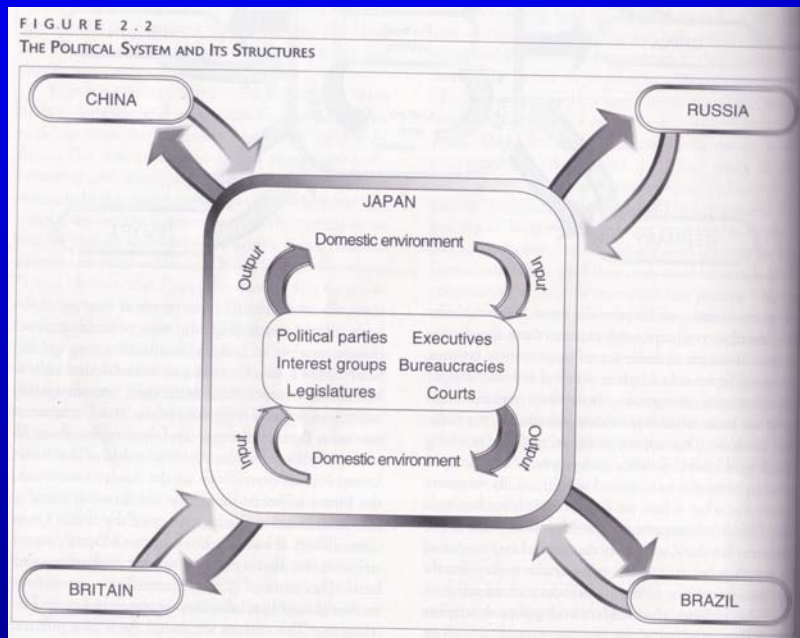 FIGURE 2.2
THE POLITICAL SYSTEM AND ITS STRUCTURES
CHINA
RUSSIA
JAPAN
Domestic environment
Output
Input
Political parties Executives
Interest groups Bureaucracies
Legislatures Courts
Input
Output
Domestic environment
BRITAIN
BRAZIL